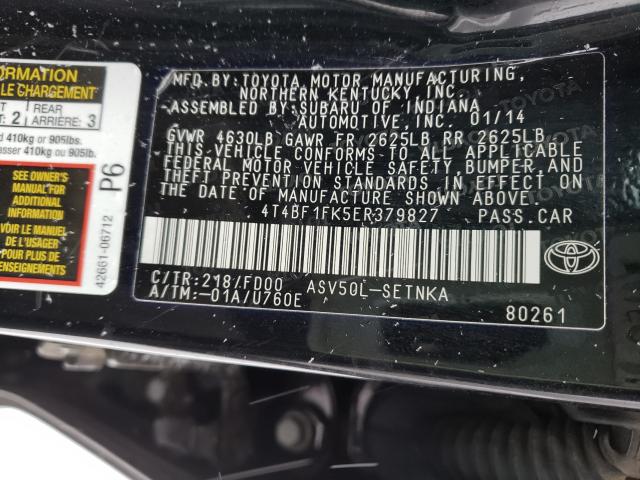 MFD. BY: TOYOTA MOTOR MANUFACTURING,
NORTHERN KENTUCKY, INC.
ASSEMBLED BY: SUBARU OF INDIANA
AUTOMOTIVE, INC. 01/14
GVWR 4630LB GAWR FR 2625LB RR 2625LB
THIS VEHICLE CONFORMS TO ALL APPLICABLE
FEDERAL MOTOR VEHICLE SAFETY, BUMPER, AND
THEFT PREVENTION STANDARDS IN EFFECT ON
THE DATE OF MANUFACTURE SHOWN ABOVE.
4T4BF1FK5ER379827 PASS.CAR
C/TR: 218/FD00 ASV50L-SETNKA
A/TM: -01A/U760E
80261
ORMATION
LE CHARGEMENT
REAR
: 2 ARRIÈRE: 3
d 410kg or 905lbs.
asser 410kg ou 905lb.
SEE OWNER'S
MANUAL FOR
ADDITIONAL
INFORMATION
VOIR LE MANUEL
DE L'USAGER
POUR PLUS DE
RENSEIGNEMENTS
P6
42661-06712